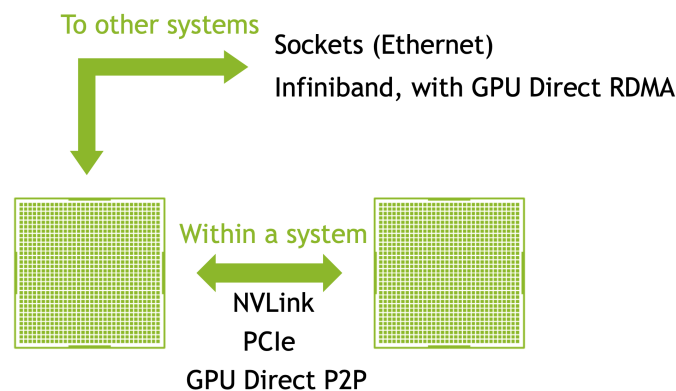 To other systems
Sockets (Ethernet)
Infiniband, with GPU Direct RDMA
Within a system
NVLink
PCIe
GPU Direct P2P